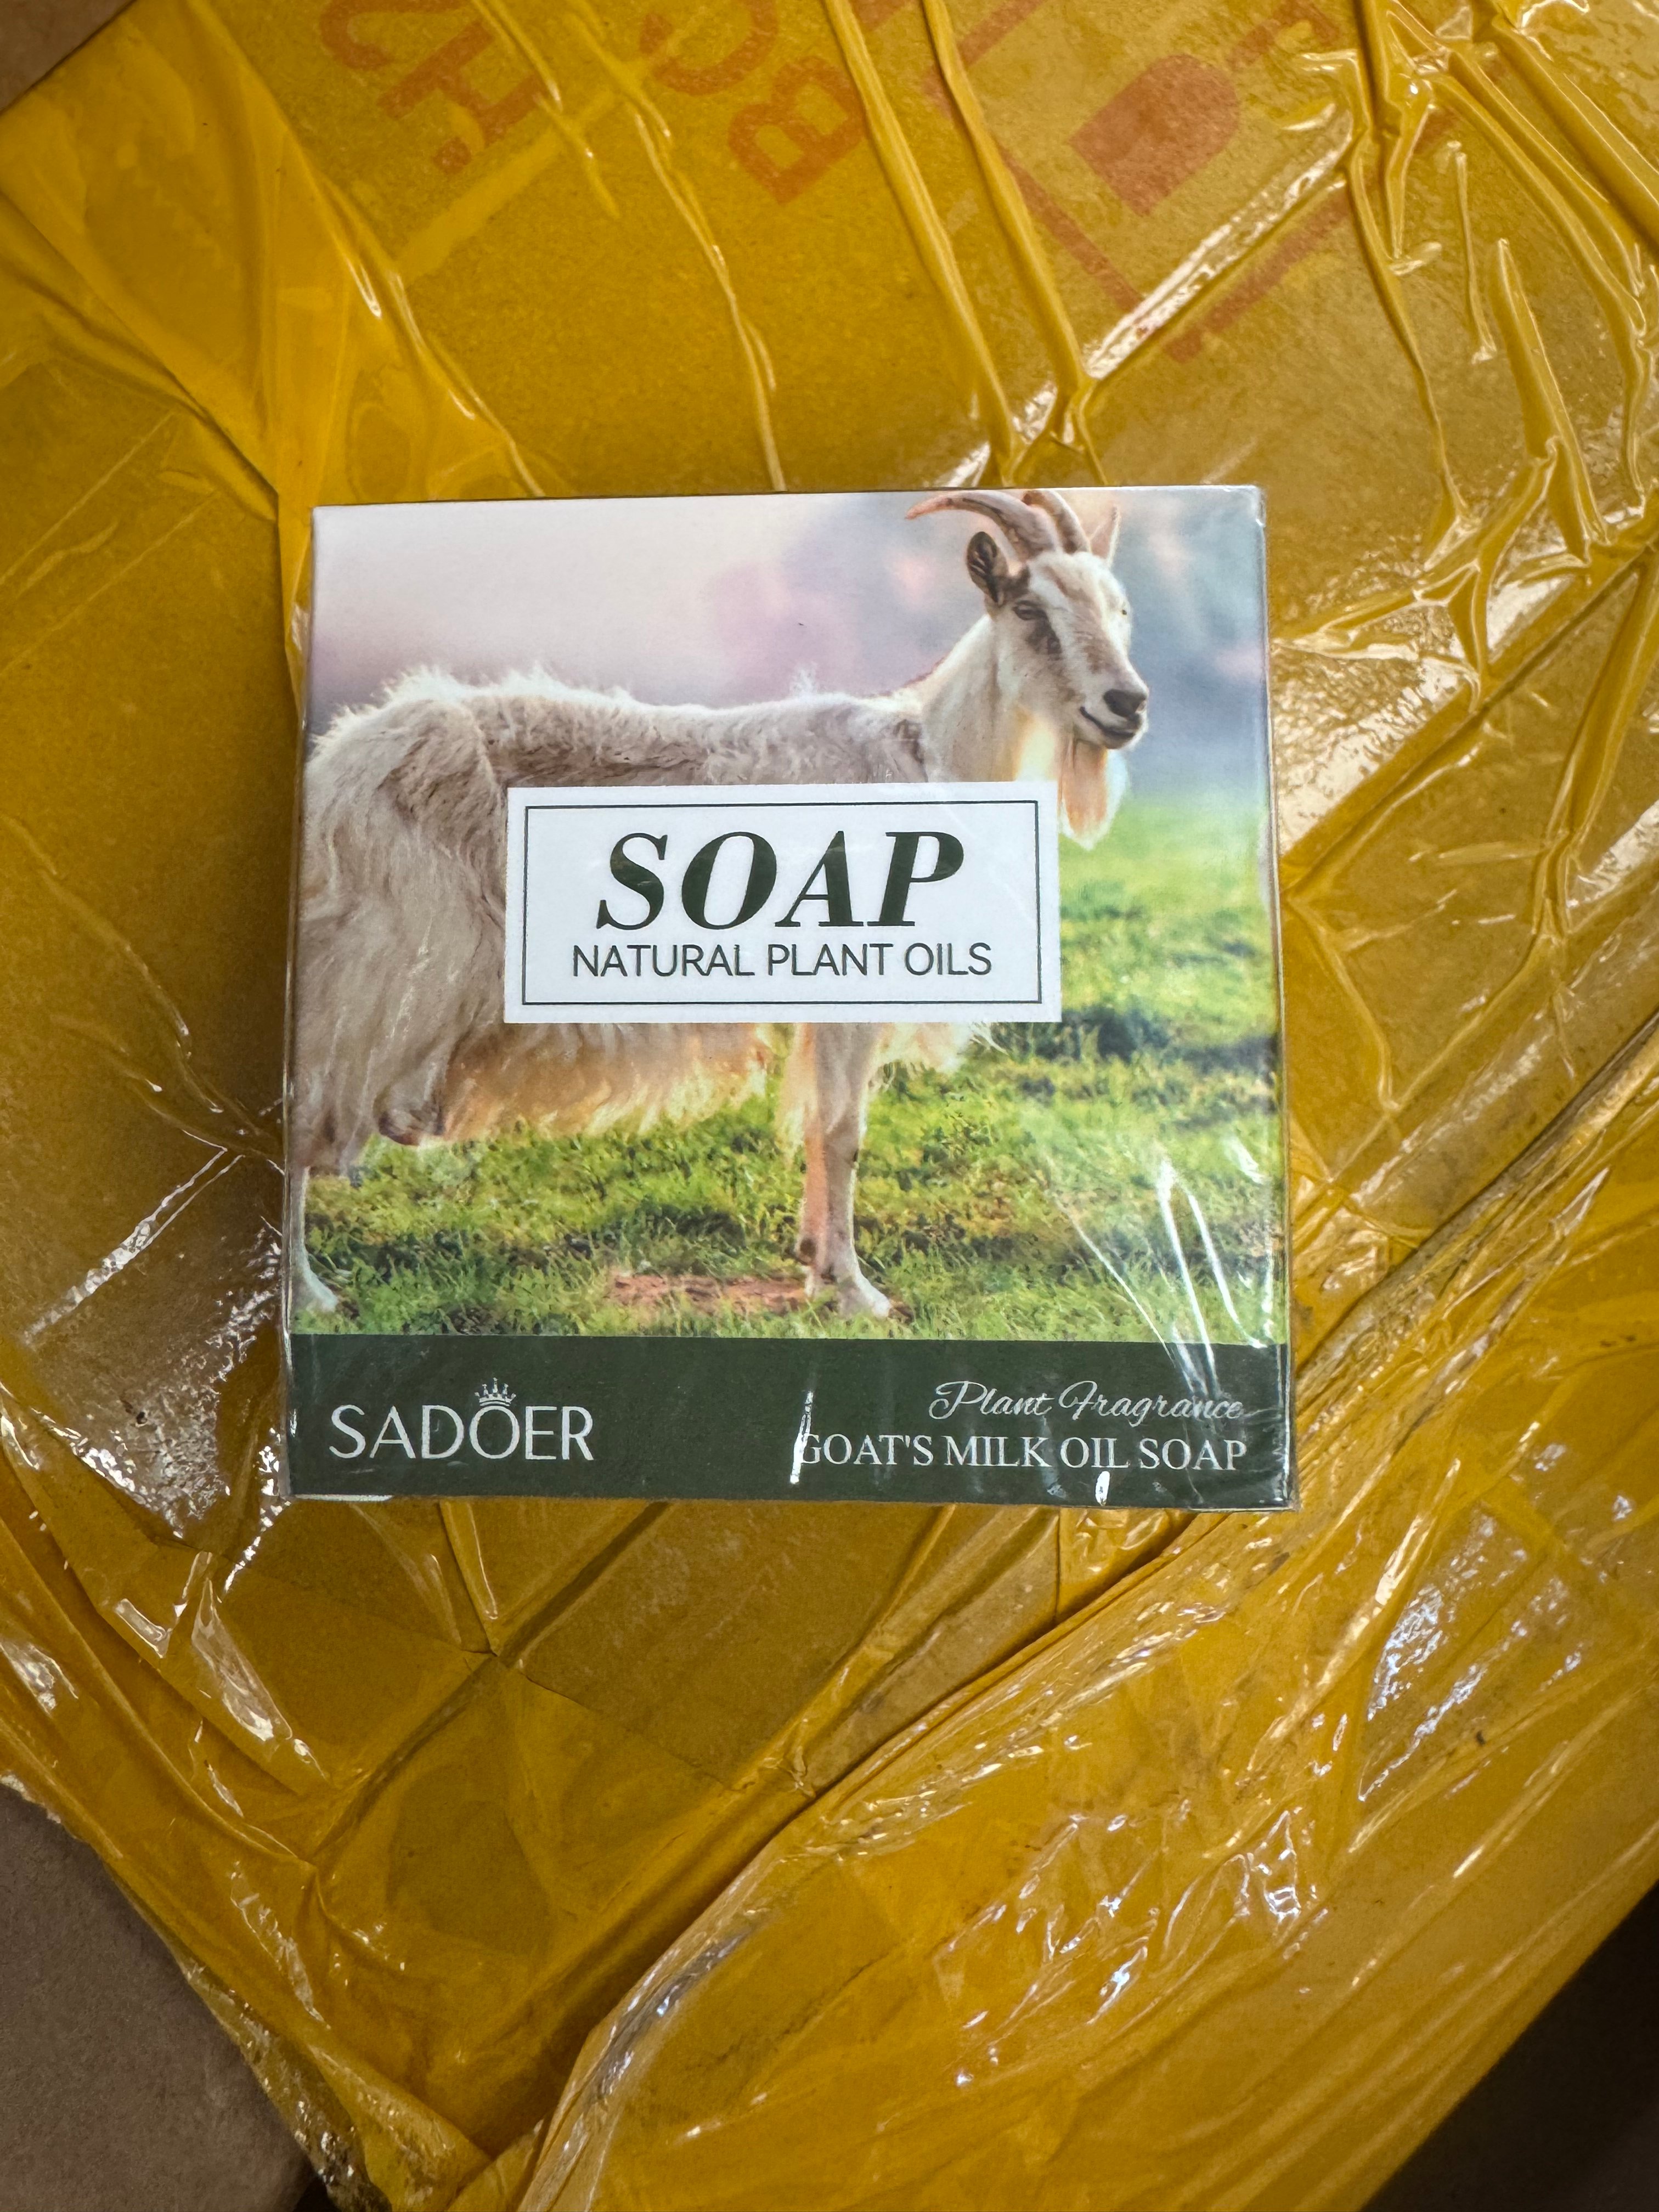 SOAP
NATURAL PLANT OILS
SADOER
Plant Fragrance
GOAT'S MILK OIL SOAP